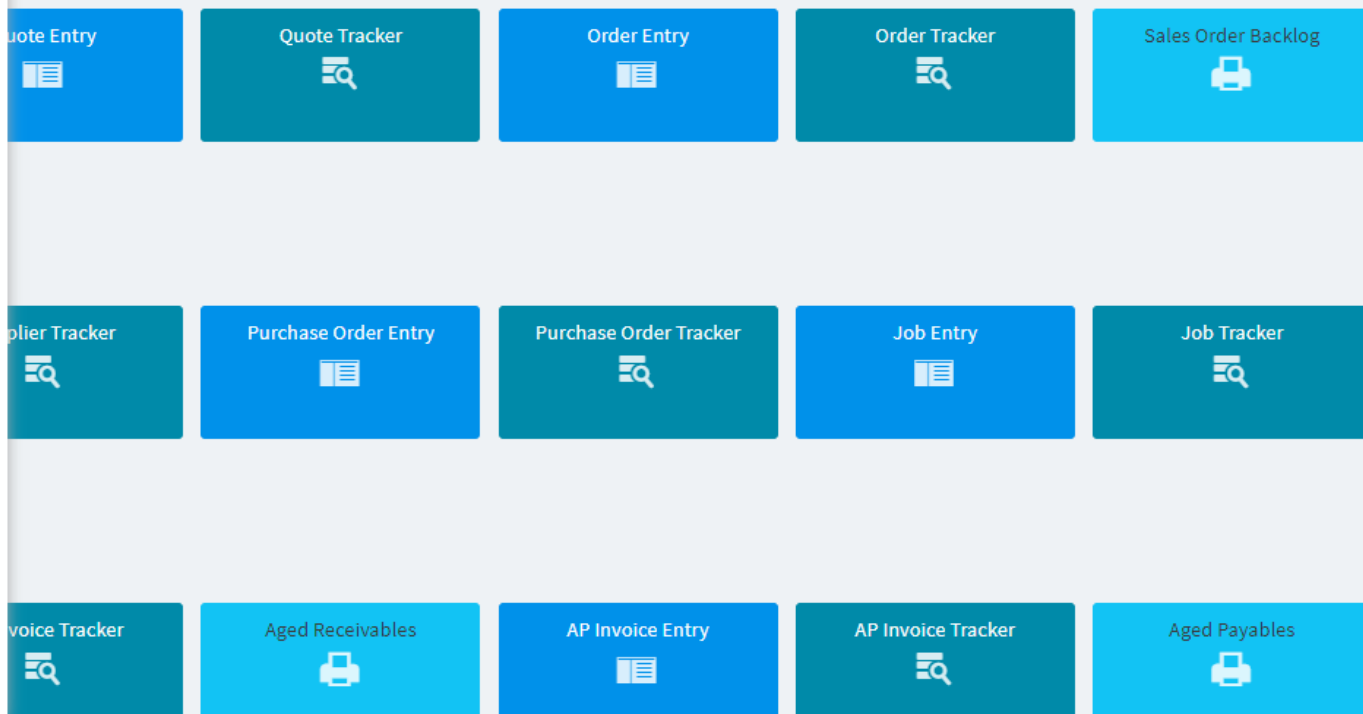 uote Entry
Quote Tracker
Order Entry
Order Tracker
Sales Order Backlog
plier Tracker
Purchase Order Entry
Purchase Order Tracker
Job Entry
Job Tracker
voice Tracker
Aged Receivables
AP Invoice Entry
AP Invoice Tracker
Aged Payables